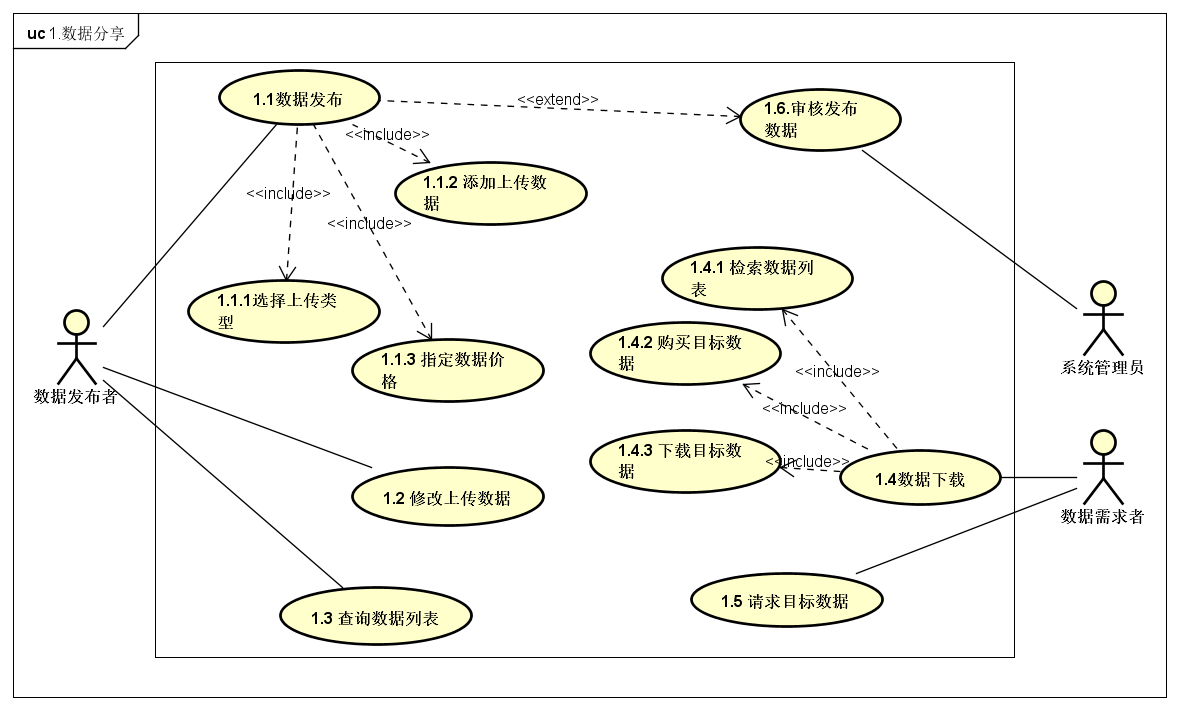 uc 1.数据分享
1.1数据发布
<<extend>>
1.6.审核发布
数据
<<include>>
1.1.2 添加上传数
据
<<include>>
<<include>>
1.4.1 检索数据列
表
1.1.1选择上传类
型
1.4.2 购买目标数
据
1.1.3 指定数据价
格
<<include>>
<<include>>
系统管理员
数据发布者
1.4.3 下载目标数
据
<<include>>
1.4数据下载
1.2 修改上传数据
数据需求者
1.5 请求目标数据
1.3 查询数据列表